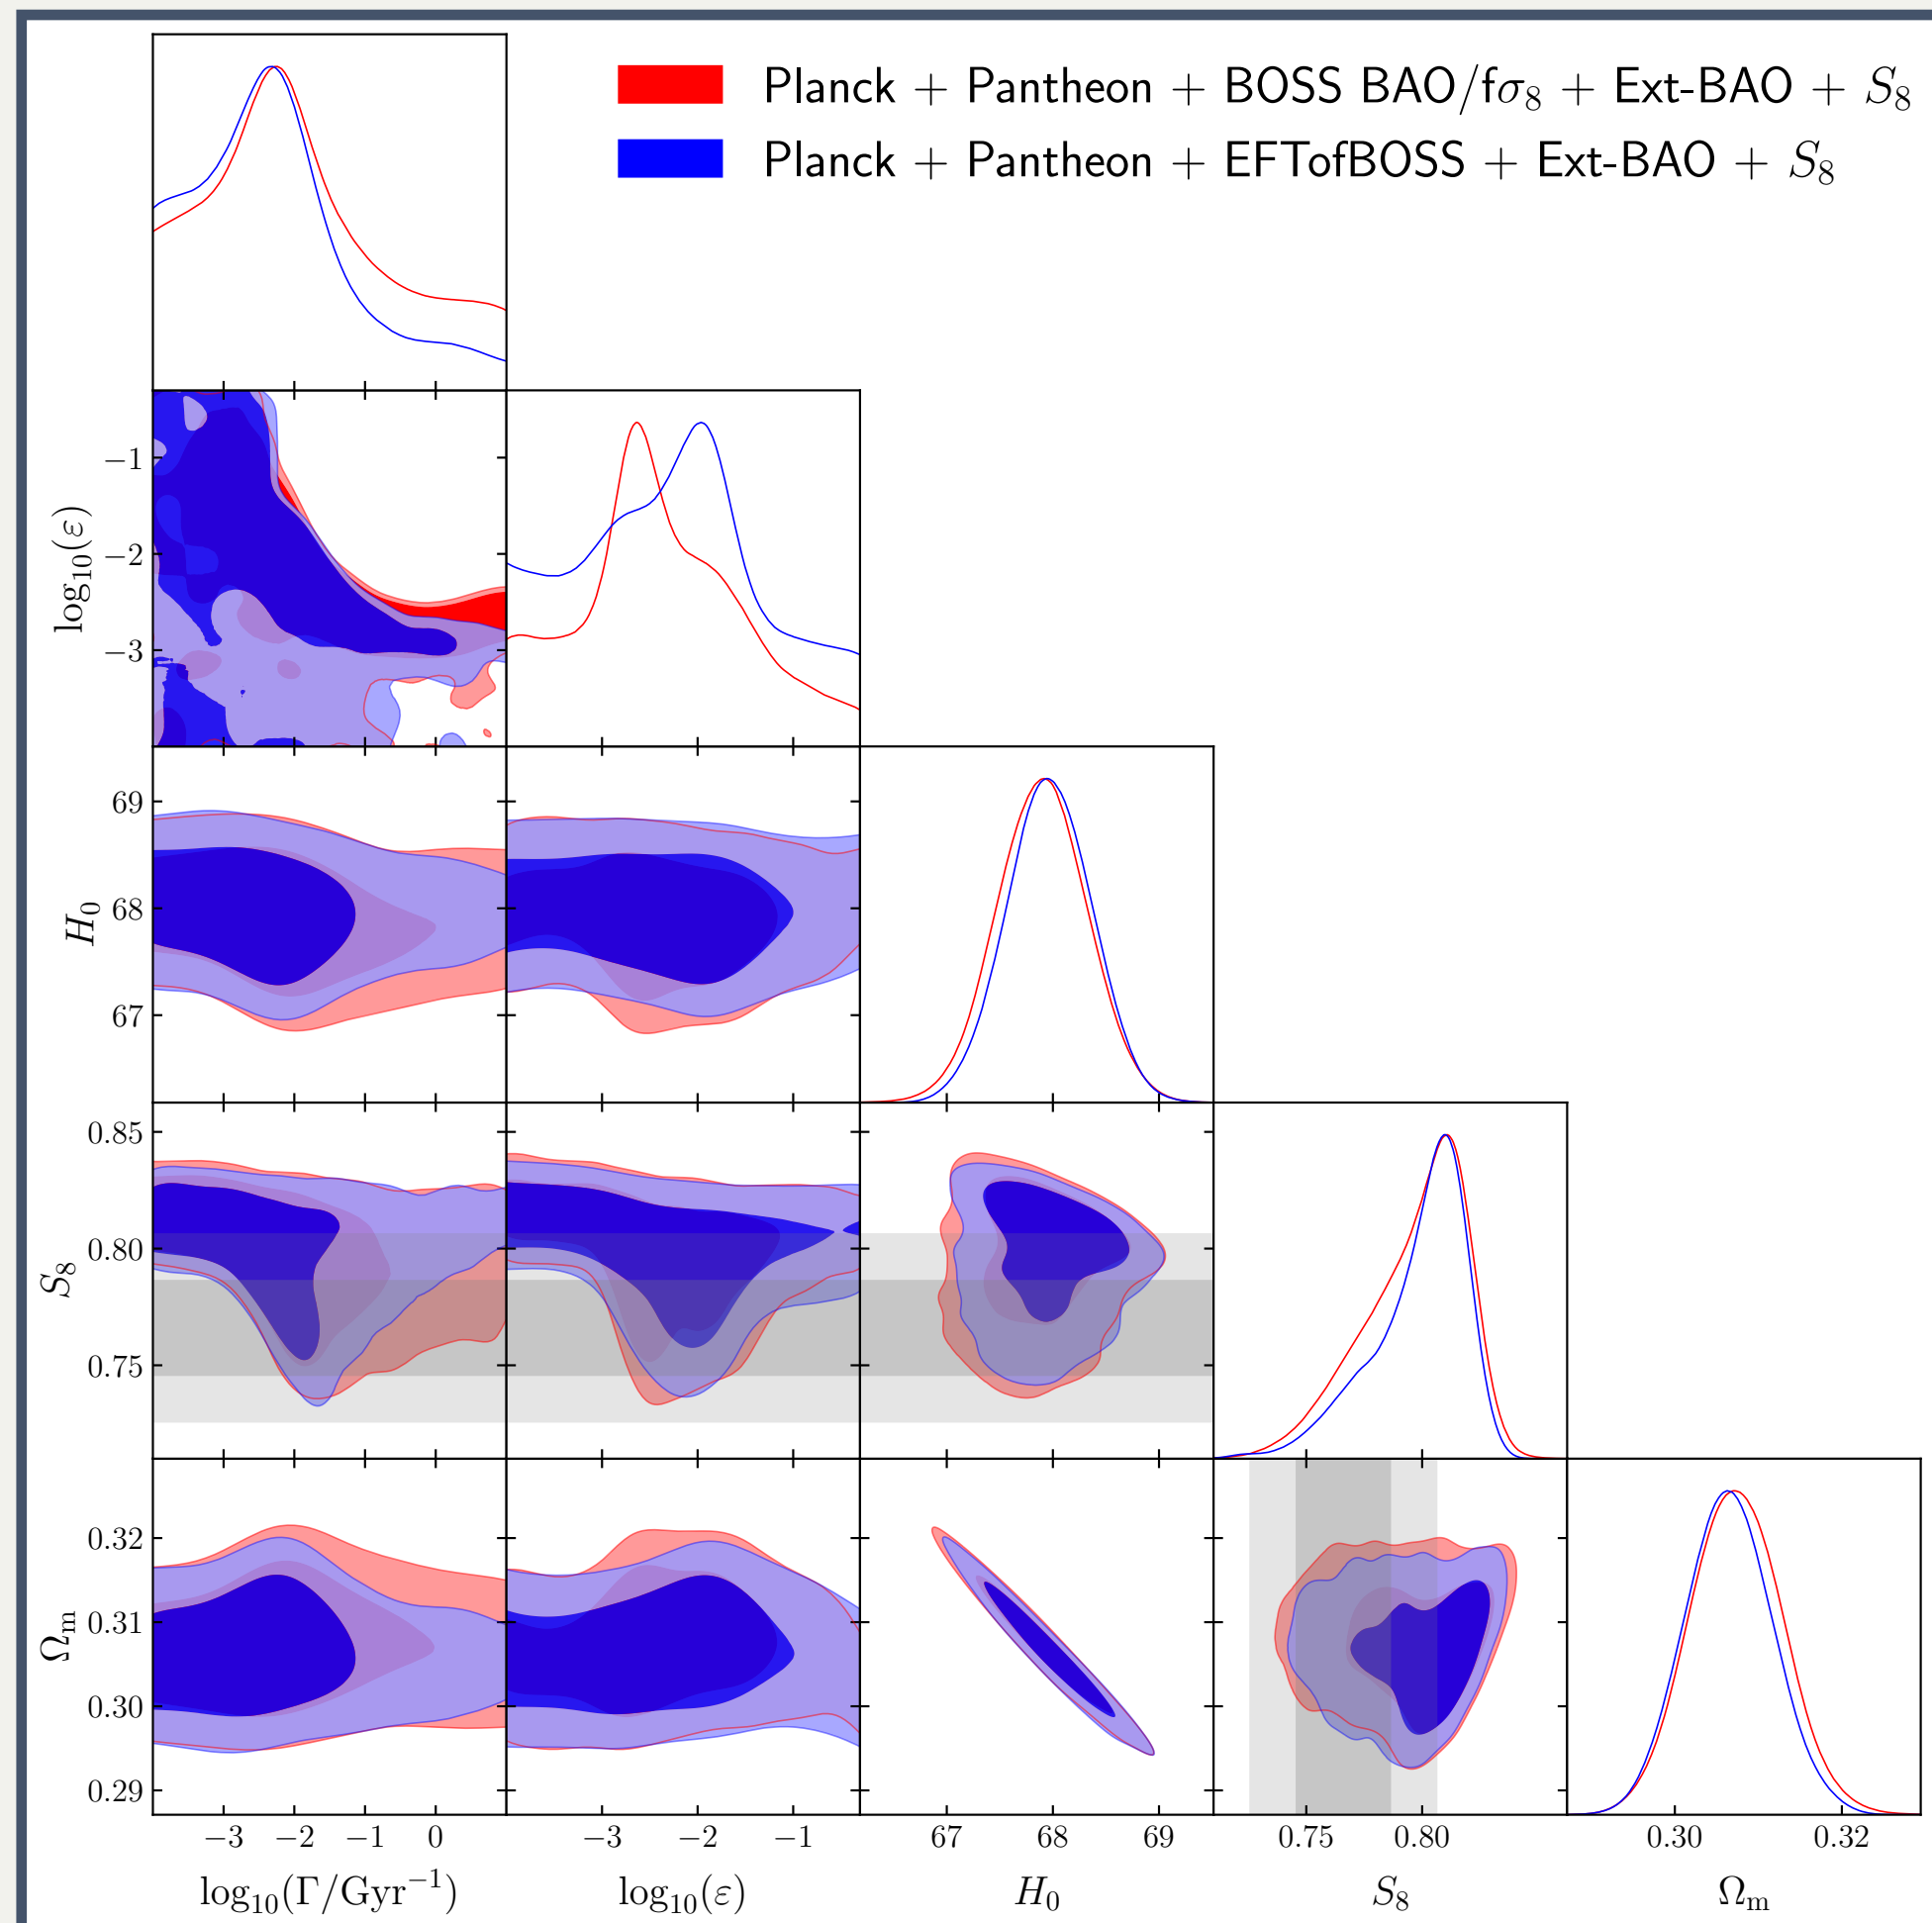 Planck + Pantheon + BOSS BAO/fσ₈ + Ext-BAO + S₈
Planck + Pantheon + EFTofBOSS + Ext-BAO + S₈
−1
−2
−3
log₁₀(ε)
69
68
67
H₀
0.85
0.80
0.75
S₈
0.32
0.31
0.30
0.29
Ωₘ
−3 −2 −1 0 −3 −2 −1 67 68 69 0.75 0.80 0.30 0.32
log₁₀(Γ/Gyr⁻¹) log₁₀(ε) H₀ S₈ Ωₘ